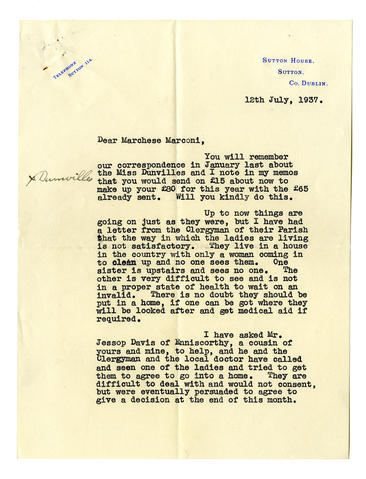 TELEPHONE
SUTTON 114.
SUTTON HOUSE,
SUTTON,
CO. DUBLIN.
12th July, 1937.
Dear Marchese Marconi,
You will remember
our correspondence in January last about
the Miss Dunvilles and I note in my memos
that you would send on £15 about now to
make up your £80 for this year with the £65
already sent. Will you kindly do this.
x Dunville
Up to now things are
going on just as they were, but I have had
a letter from the Clergyman of their Parish
that the way in which the ladies are living
is not satisfactory. They live in a house
in the country with only a woman coming in
to clean up and no one sees them. One
sister is upstairs and sees no one. The
other is very difficult to see and is not
in a proper state of health to wait on an
invalid. There is no doubt they should be
put in a home, if one can be got where they
will be looked after and get medical aid if
required.
I have asked Mr.
Jessop Davis of Enniscorthy, a cousin of
yours and mine, to help, and he and the
Clergyman and the local doctor have called
and seen one of the ladies and tried to get
them to agree to go into a home. They are
difficult to deal with and would not consent,
but were eventually persuaded to agree to
give a decision at the end of this month.